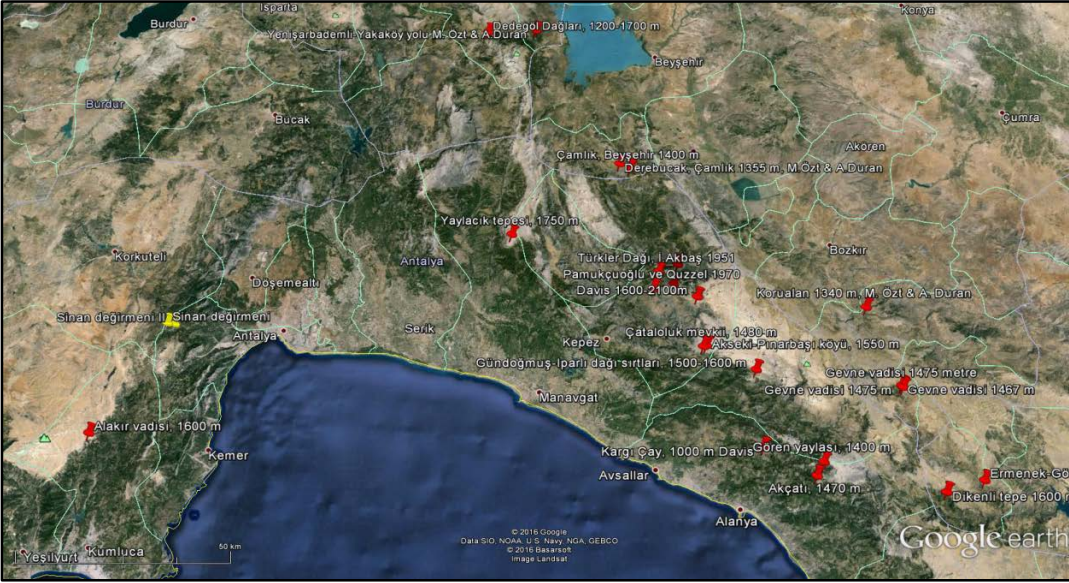 Isparta
Konya
Burdur
Dedegöl Dağları, 1200-1700 m
Yenişarbademli-Yakaköy yolu M. Özt & A.Duran
Beyşehir
Burdur
Bucak
Çumra
Akören
Çamlık, Beyşehir 1400 m
Derebucak, Çamlık 1355 m, M.Özt & A.Duran
Yaylacık tepesi, 1750 m
Bozkır
Korkuteli
Antalya
Türkler Dağı, I.Akbaş 1951
Döşemealtı
Pamukçuoğlu ve Quzzel 1970
Davis 1600-2100m
Korualan 1340 m, M. Özt & A. Duran
Sinan değirmeni II
Sinan değirmeni
Antalya
Serik
Çataloluk mevkii, 1480 m
Kepez
Akseki-Pınarbaşı köyü, 1550 m
Gündoğmuş-Iparlı dağı sırtları, 1500-1600 m
Gevne vadisi 1475 metre
Gevne vadisi 1475 m
Gevne vadisi 1467 m
Manavgat
Alakır vadisi, 1600 m
Kemer
Kargı Çay, 1000 m Davis
Gören yaylası, 1400 m
Avsallar
Akçatı, 1470 m
Ermenek-Gö
Dikenli tepe 1600 m
Alanya
© 2016 Google
Data SIO, NOAA, U.S. Navy, NGA, GEBCO
© 2016 Basarsoft
Image Landsat
Google earth
50 km
Yeşilyurt
Kumluca